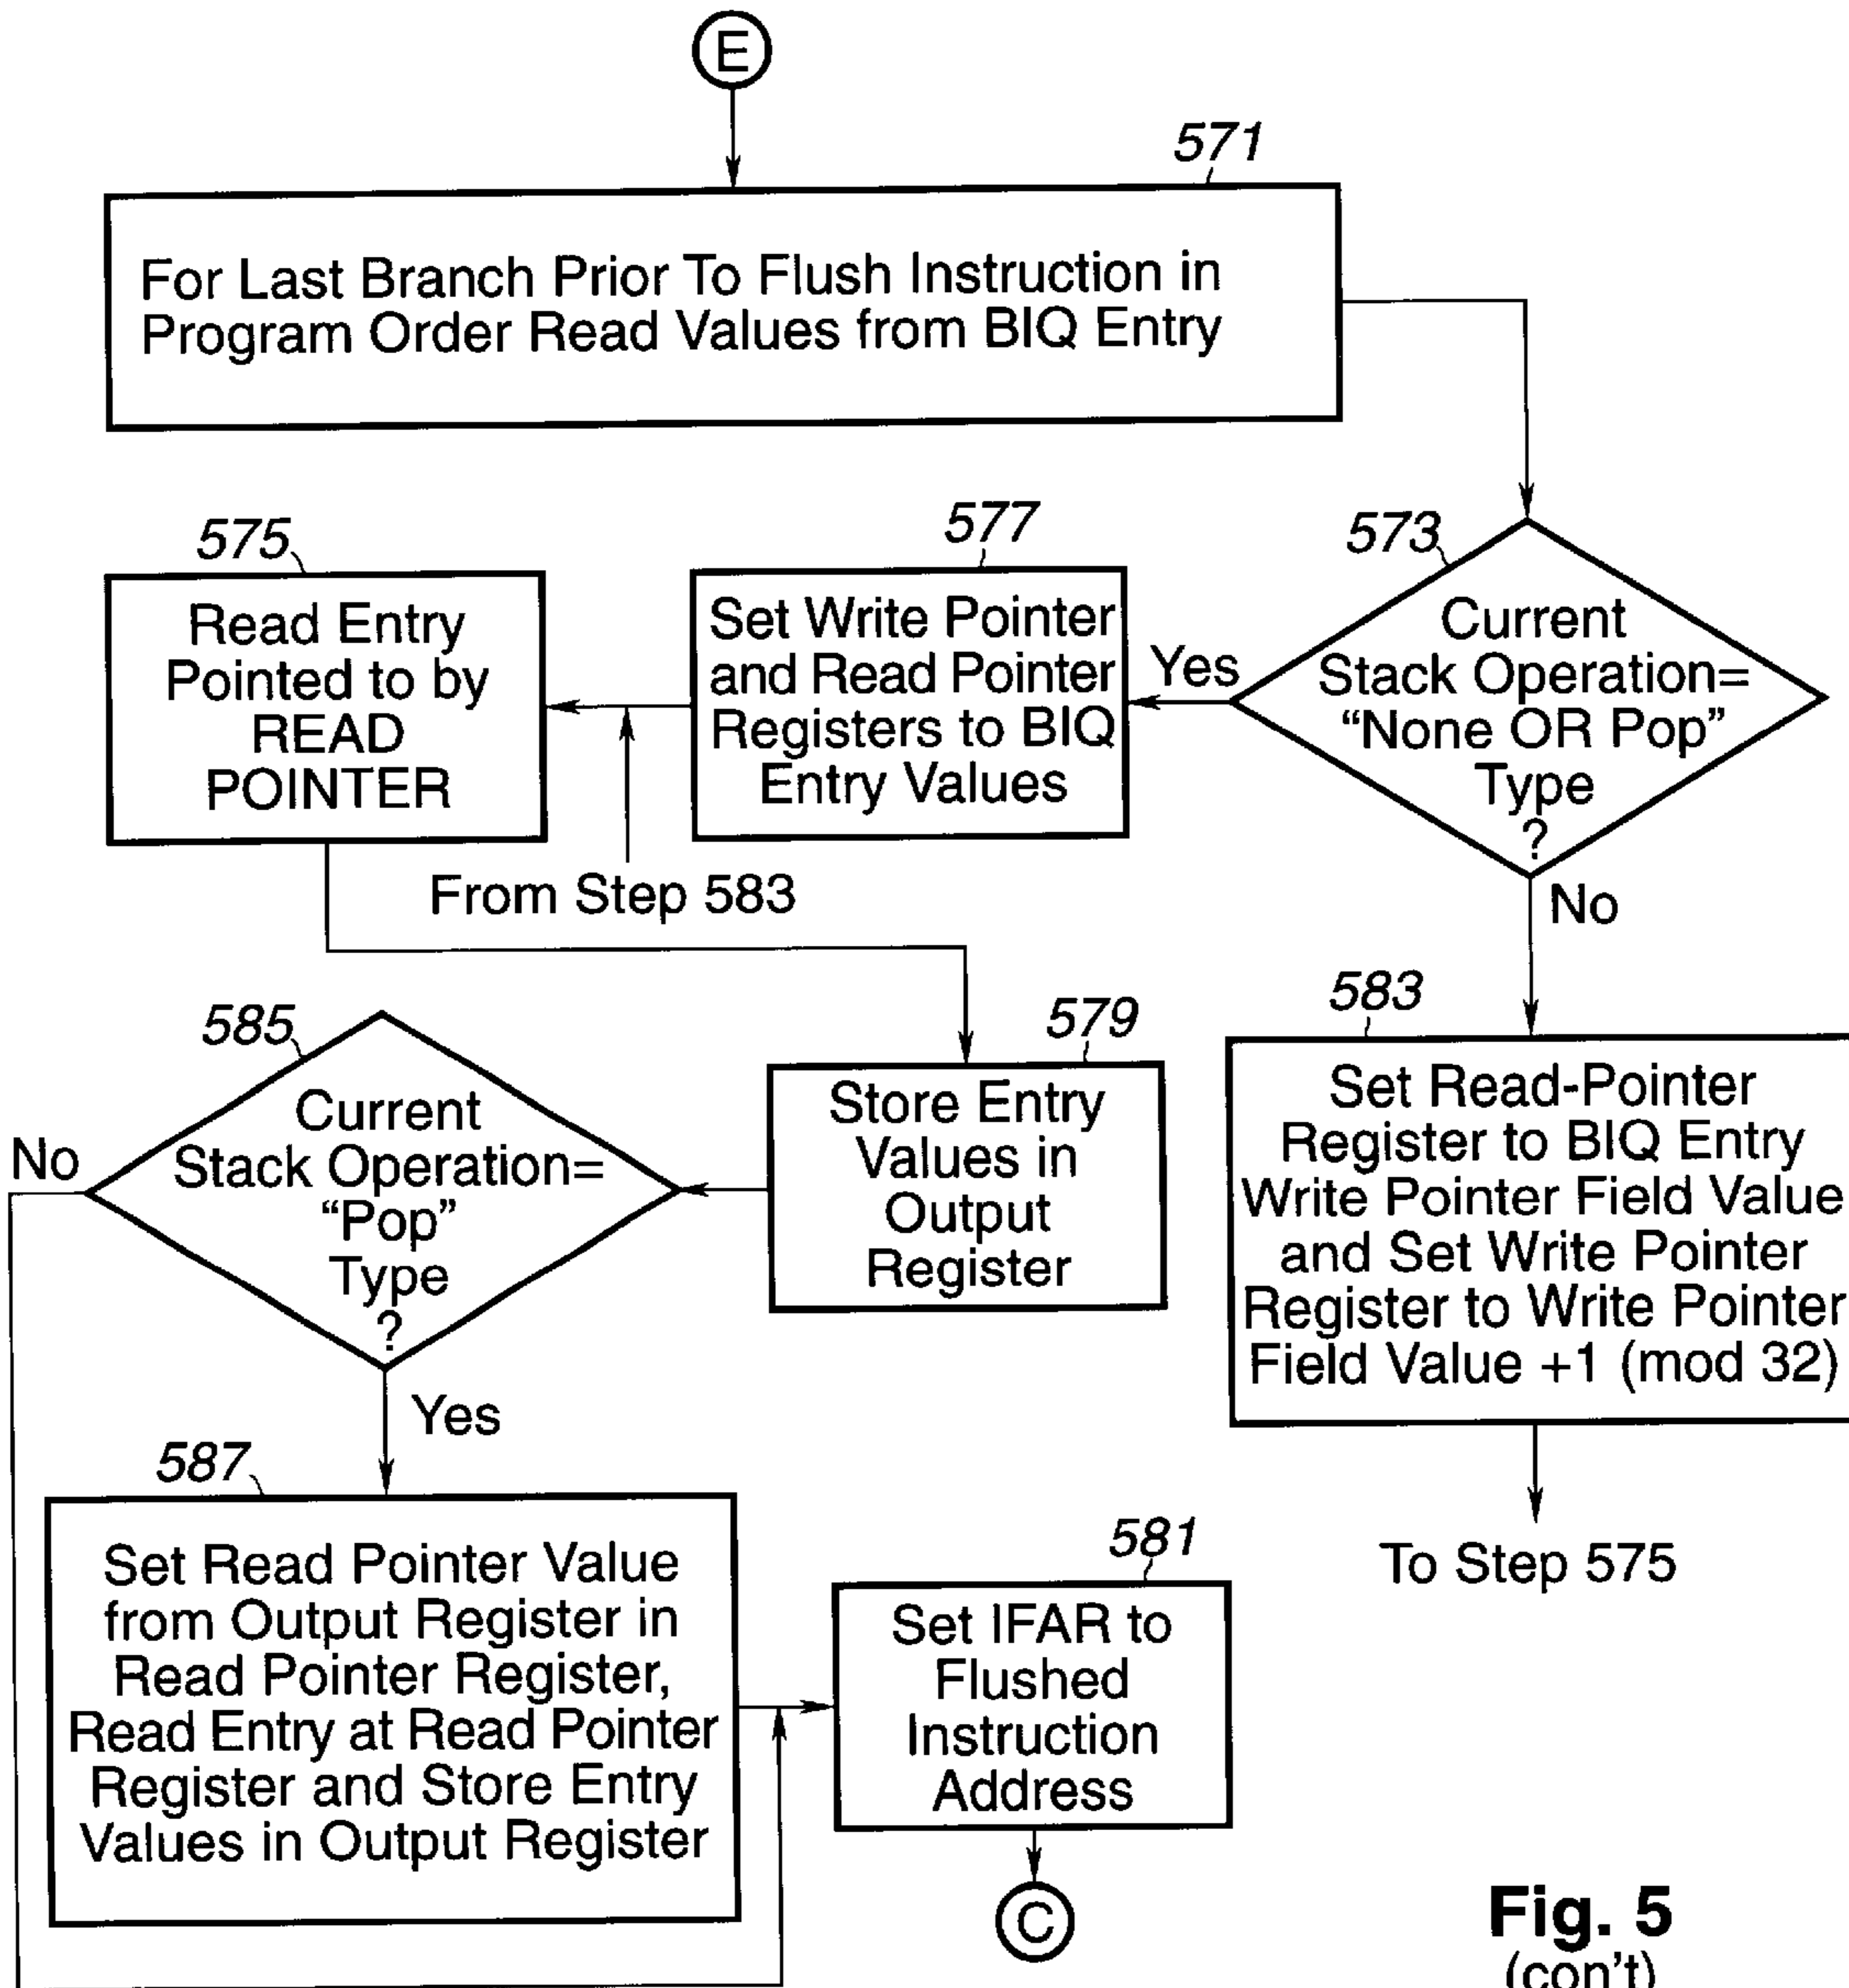 E
571
For Last Branch Prior To Flush Instruction in
Program Order Read Values from BIQ Entry
573
Current
Stack Operation=
“None OR Pop”
Type
?
Yes
No
577
Set Write Pointer
and Read Pointer
Registers to BIQ
Entry Values
575
Read Entry
Pointed to by
READ
POINTER
From Step 583
583
Set Read-Pointer
Register to BIQ Entry
Write Pointer Field Value
and Set Write Pointer
Register to Write Pointer
Field Value +1 (mod 32)
To Step 575
579
Store Entry
Values in
Output
Register
585
Current
Stack Operation=
“Pop”
Type
?
No
Yes
587
Set Read Pointer Value
from Output Register in
Read Pointer Register,
Read Entry at Read Pointer
Register and Store Entry
Values in Output Register
581
Set IFAR to
Flushed
Instruction
Address
C
Fig. 5
(con't)